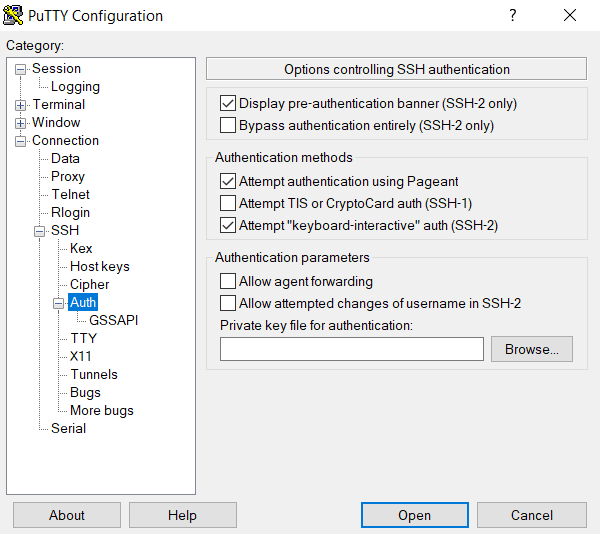 PuTTY Configuration
Category:
Session
Logging
Terminal
Window
Connection
Data
Proxy
Telnet
Rlogin
SSH
Kex
Host keys
Cipher
Auth
GSSAPI
TTY
X11
Tunnels
Bugs
More bugs
Serial
Options controlling SSH authentication
Display pre-authentication banner (SSH-2 only)
Bypass authentication entirely (SSH-2 only)
Authentication methods
Attempt authentication using Pageant
Attempt TIS or CryptoCard auth (SSH-1)
Attempt "keyboard-interactive" auth (SSH-2)
Authentication parameters
Allow agent forwarding
Allow attempted changes of username in SSH-2
Private key file for authentication:
Browse...
About
Help
Open
Cancel